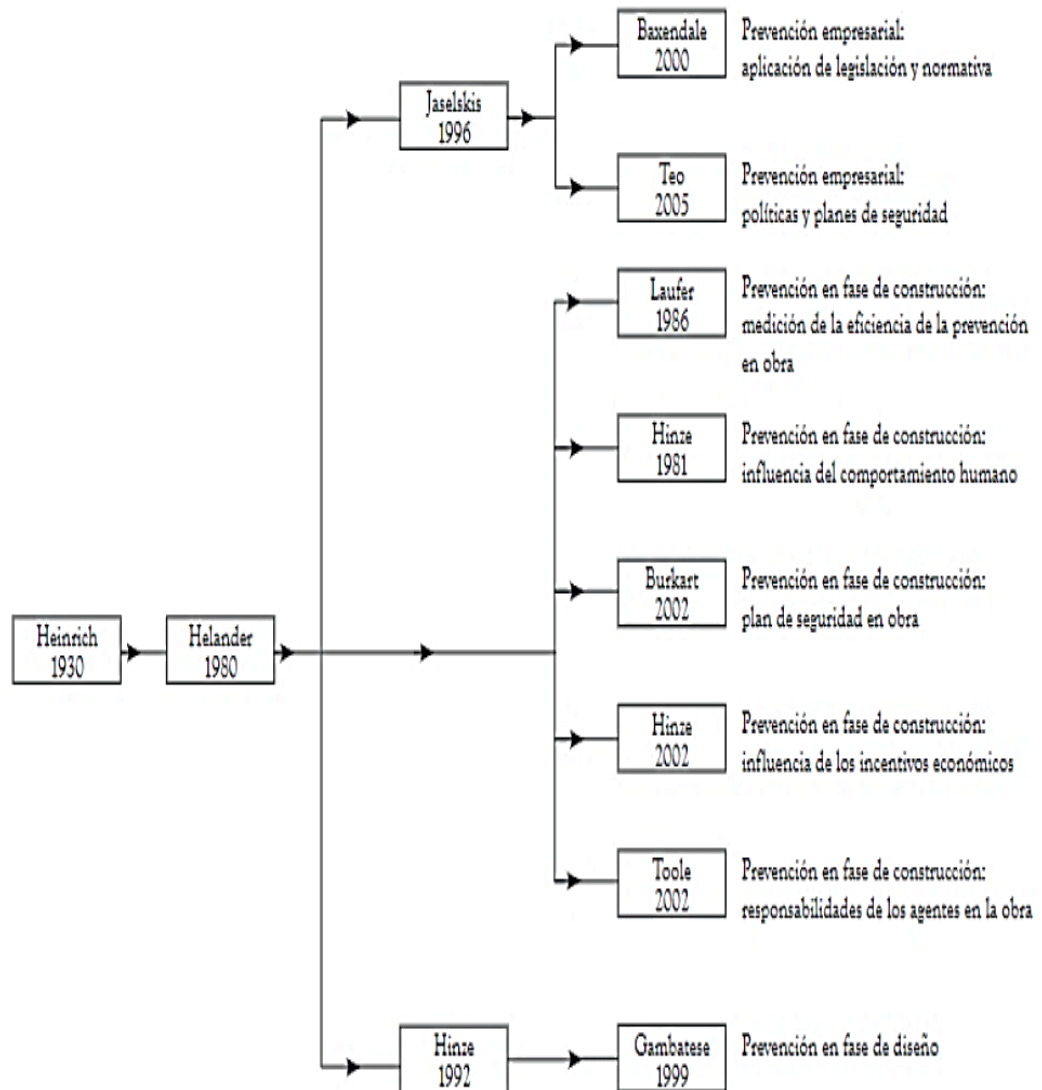 Baxendale
2000
Prevención empresarial:
aplicación de legislación y normativa
Jaselskis
1996
Teo
2005
Prevención empresarial:
políticas y planes de seguridad
Laufer
1986
Prevención en fase de construcción:
medición de la eficiencia de la prevención
en obra
Hinze
1981
Prevención en fase de construcción:
influencia del comportamiento humano
Burkart
2002
Prevención en fase de construcción:
plan de seguridad en obra
Heinrich
1930
Helander
1980
Hinze
2002
Prevención en fase de construcción:
influencia de los incentivos económicos
Toole
2002
Prevención en fase de construcción:
responsabilidades de los agentes en la obra
Hinze
1992
Gambatese
1999
Prevención en fase de diseño